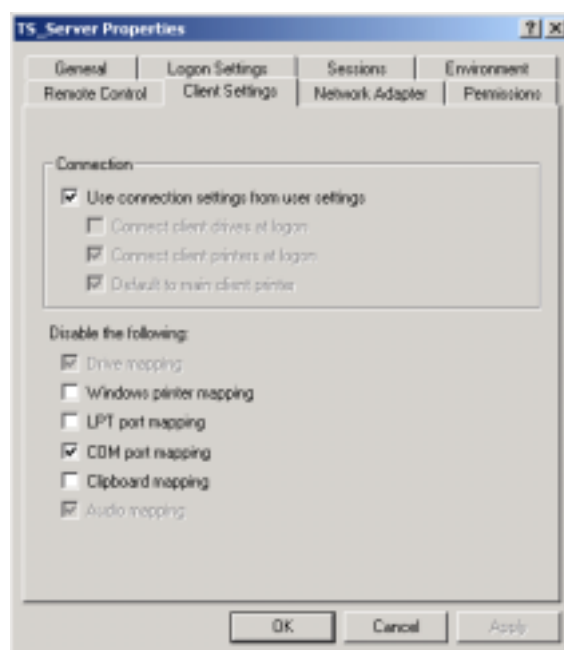 TS_Server Properties
General Logon Settings Sessions Environment
Remote Control Client Settings Network Adapter Permissions
Connection
Use connection settings from user settings
Connect client drives at logon
Connect client printers at logon
Default to main client printer
Disable the following:
Drive mapping
Windows printer mapping
LPT port mapping
COM port mapping
Clipboard mapping
Audio mapping
OK Cancel Apply